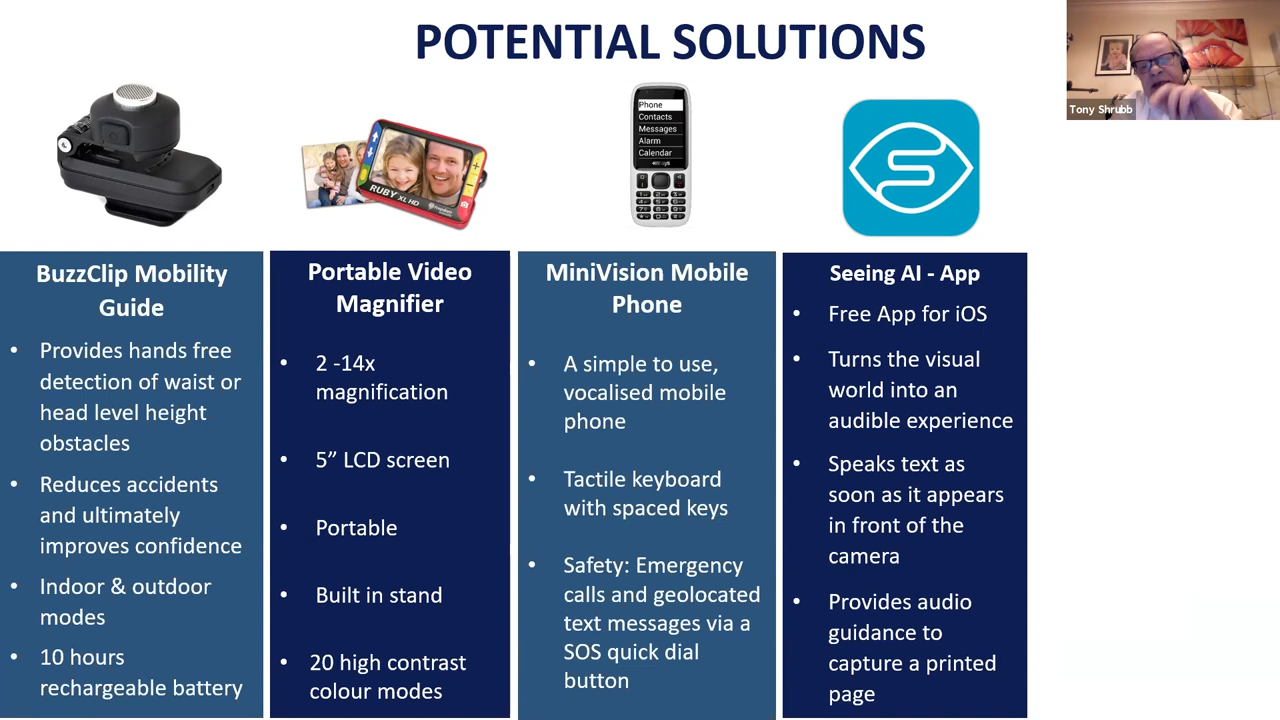 POTENTIAL SOLUTIONS
Tony Shrubb
RUBY XL HD
Phone
Contacts
Messages
Alarm
Calendar
BuzzClip Mobility
Guide
• Provides hands free
detection of waist or
head level height
obstacles
• Reduces accidents
and ultimately
improves confidence
• Indoor & outdoor
modes
• 10 hours
rechargeable battery
Portable Video
Magnifier
• 2 -14x
magnification
• 5” LCD screen
• Portable
• Built in stand
• 20 high contrast
colour modes
MiniVision Mobile
Phone
• A simple to use,
vocalised mobile
phone
• Tactile keyboard
with spaced keys
• Safety: Emergency
calls and geolocated
text messages via a
SOS quick dial
button
Seeing AI - App
• Free App for iOS
• Turns the visual
world into an
audible experience
• Speaks text as
soon as it appears
in front of the
camera
• Provides audio
guidance to
capture a printed
page